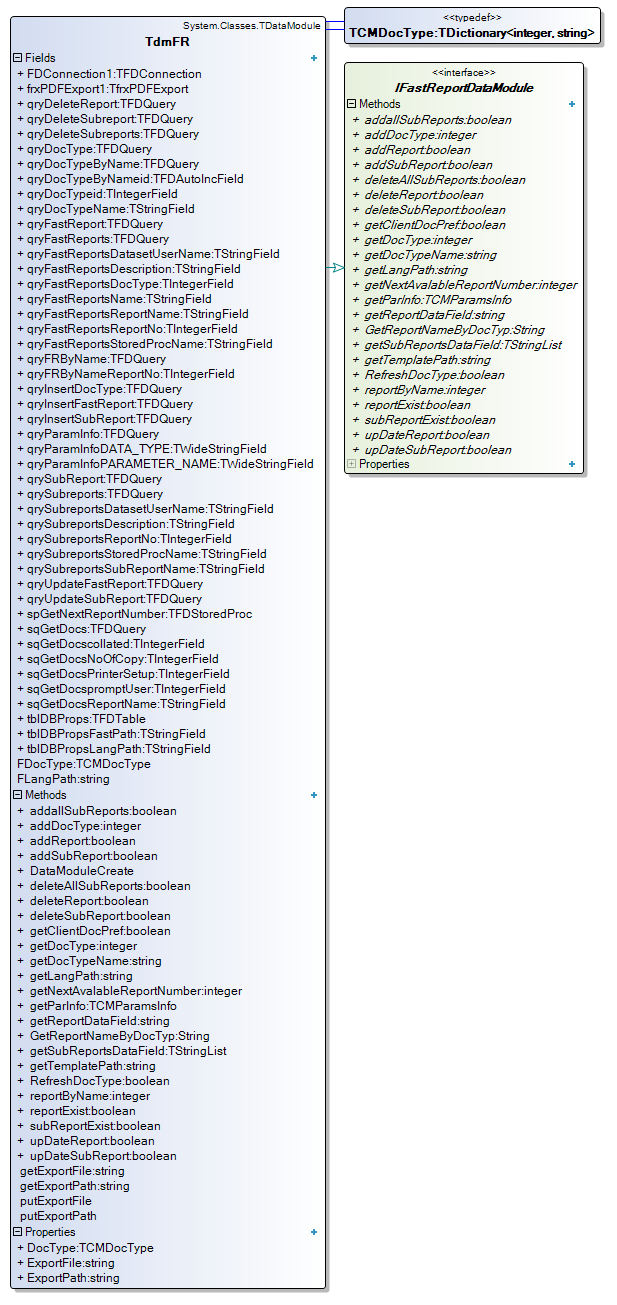 System.Classes.TDataModule
TdmFR
Fields
+ FDConnection1:TFDConnection
+ frxPDFExport1:TfrxPDFExport
+ qryDeleteReport:TFDQuery
+ qryDeleteSubreport:TFDQuery
+ qryDeleteSubreports:TFDQuery
+ qryDocType:TFDQuery
+ qryDocTypeByName:TFDQuery
+ qryDocTypeByNameid:TFDAutoIncField
+ qryDocTypeid:TIntegerField
+ qryDocTypeName:TStringField
+ qryFastReport:TFDQuery
+ qryFastReports:TFDQuery
+ qryFastReportsDatasetUserName:TStringField
+ qryFastReportsDescription:TStringField
+ qryFastReportsDocType:TIntegerField
+ qryFastReportsName:TStringField
+ qryFastReportsReportName:TStringField
+ qryFastReportsReportNo:TIntegerField
+ qryFastReportsStoredProcName:TStringField
+ qryFRByName:TFDQuery
+ qryFRByNameReportNo:TIntegerField
+ qryInsertDocType:TFDQuery
+ qryInsertFastReport:TFDQuery
+ qryInsertSubReport:TFDQuery
+ qryParamInfo:TFDQuery
+ qryParamInfoDATA_TYPE:TWideStringField
+ qryParamInfoPARAMETER_NAME:TWideStringField
+ qrySubReport:TFDQuery
+ qrySubreports:TFDQuery
+ qrySubreportsDatasetUserName:TStringField
+ qrySubreportsDescription:TStringField
+ qrySubreportsReportNo:TIntegerField
+ qrySubreportsStoredProcName:TStringField
+ qrySubreportsSubReportName:TStringField
+ qryUpdateFastReport:TFDQuery
+ qryUpdateSubReport:TFDQuery
+ spGetNextReportNumber:TFDStoredProc
+ sqGetDocs:TFDQuery
+ sqGetDocscollated:TIntegerField
+ sqGetDocsNoOfCopy:TIntegerField
+ sqGetDocsPrinterSetup:TIntegerField
+ sqGetDocspromptUser:TIntegerField
+ sqGetDocsReportName:TStringField
+ tblDBProps:TFDTable
+ tblDBPropsFastPath:TStringField
+ tblDBPropsLangPath:TStringField
FDocType:TCMDocType
FLangPath:string
Methods
+ addallSubReports:boolean
+ addDocType:integer
+ addReport:boolean
+ addSubReport:boolean
+ DataModuleCreate
+ deleteAllSubReports:boolean
+ deleteReport:boolean
+ deleteSubReport:boolean
+ getClientDocPref:boolean
+ getDocType:integer
+ getDocTypeName:string
+ getLangPath:string
+ getNextAvalableReportNumber:integer
+ getParInfo:TCMParamsInfo
+ getReportDataField:string
+ GetReportNameByDocTyp:String
+ getSubReportsDataField:TStringList
+ getTemplatePath:string
+ RefreshDocType:boolean
+ reportByName:integer
+ reportExist:boolean
+ subReportExist:boolean
+ upDateReport:boolean
+ upDateSubReport:boolean
getExportFile:string
getExportPath:string
putExportFile
putExportPath
Properties
+ DocType:TCMDocType
+ ExportFile:string
+ ExportPath:string
<<typedef>>
TCMDocType:TDictionary<integer, string>
<<interface>>
IFastReportDataModule
Methods
+ addallSubReports:boolean
+ addDocType:integer
+ addReport:boolean
+ addSubReport:boolean
+ deleteAllSubReports:boolean
+ deleteReport:boolean
+ deleteSubReport:boolean
+ getClientDocPref:boolean
+ getDocType:integer
+ getDocTypeName:string
+ getLangPath:string
+ getNextAvalableReportNumber:integer
+ getParInfo:TCMParamsInfo
+ getReportDataField:string
+ GetReportNameByDocTyp:String
+ getSubReportsDataField:TStringList
+ getTemplatePath:string
+ RefreshDocType:boolean
+ reportByName:integer
+ reportExist:boolean
+ subReportExist:boolean
+ upDateReport:boolean
+ upDateSubReport:boolean
Properties